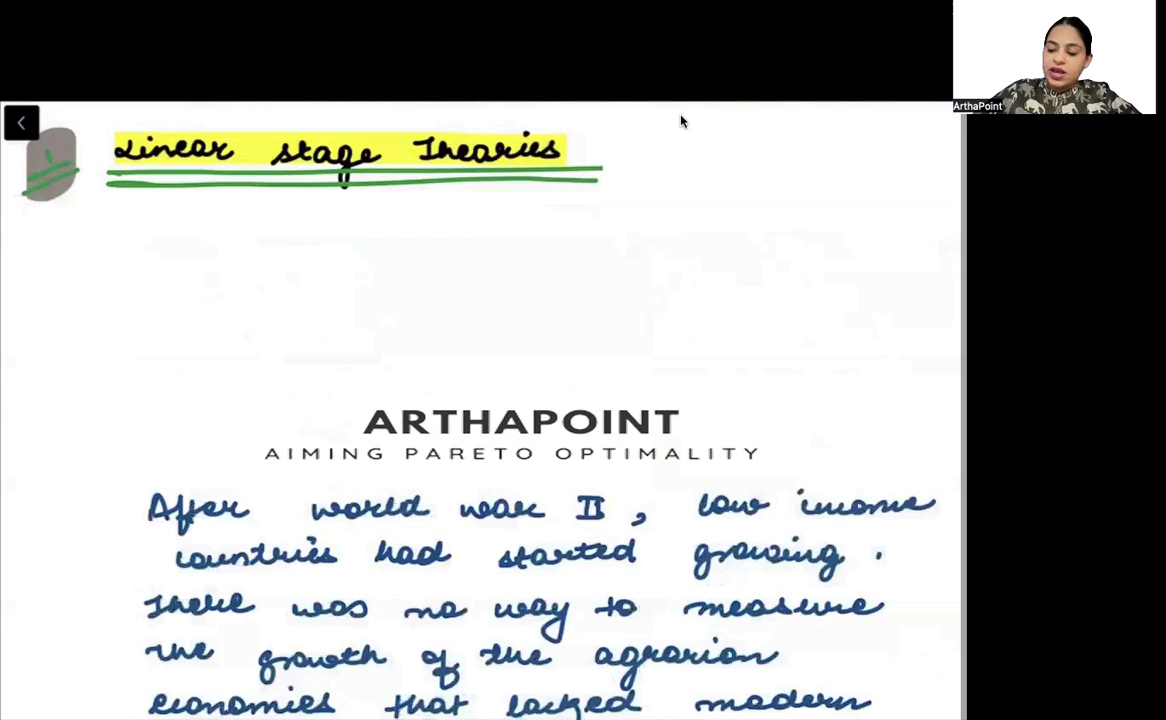 ArthaPoint
1
Linear stage Theories
ARTHAPOINT
AIMING PARETO OPTIMALITY
After world war II, low income
countries had started growing.
There was no way to measure
the growth of the agrarian
economies that lacked modern